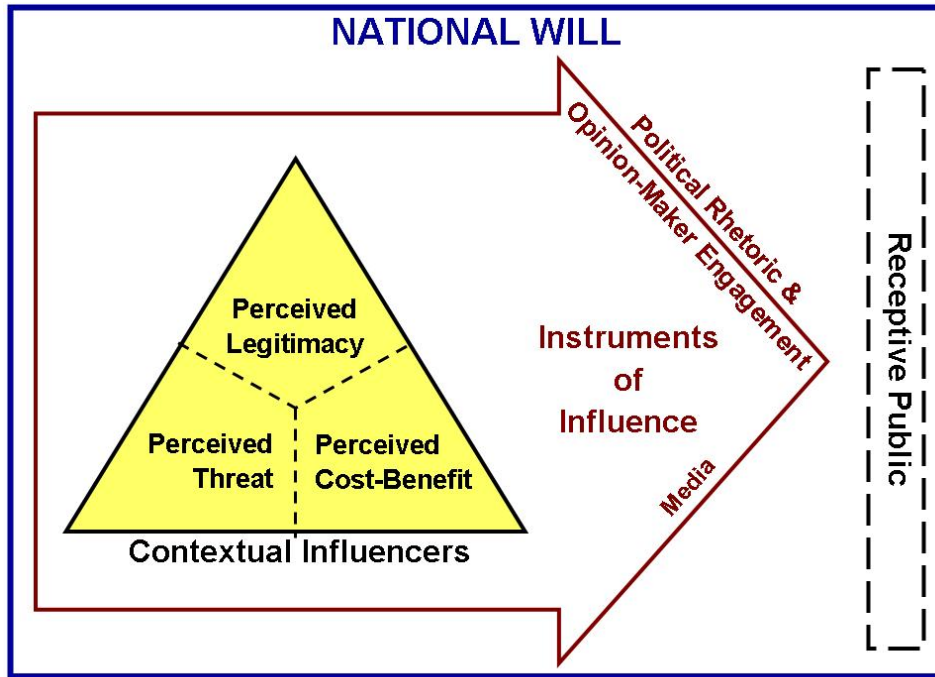 NATIONAL WILL
Political Rhetoric &
Opinion-Maker Engagement
Perceived
Legitimacy
Perceived
Threat
Perceived
Cost-Benefit
Contextual Influencers
Instruments
of
Influence
Media
Receptive Public